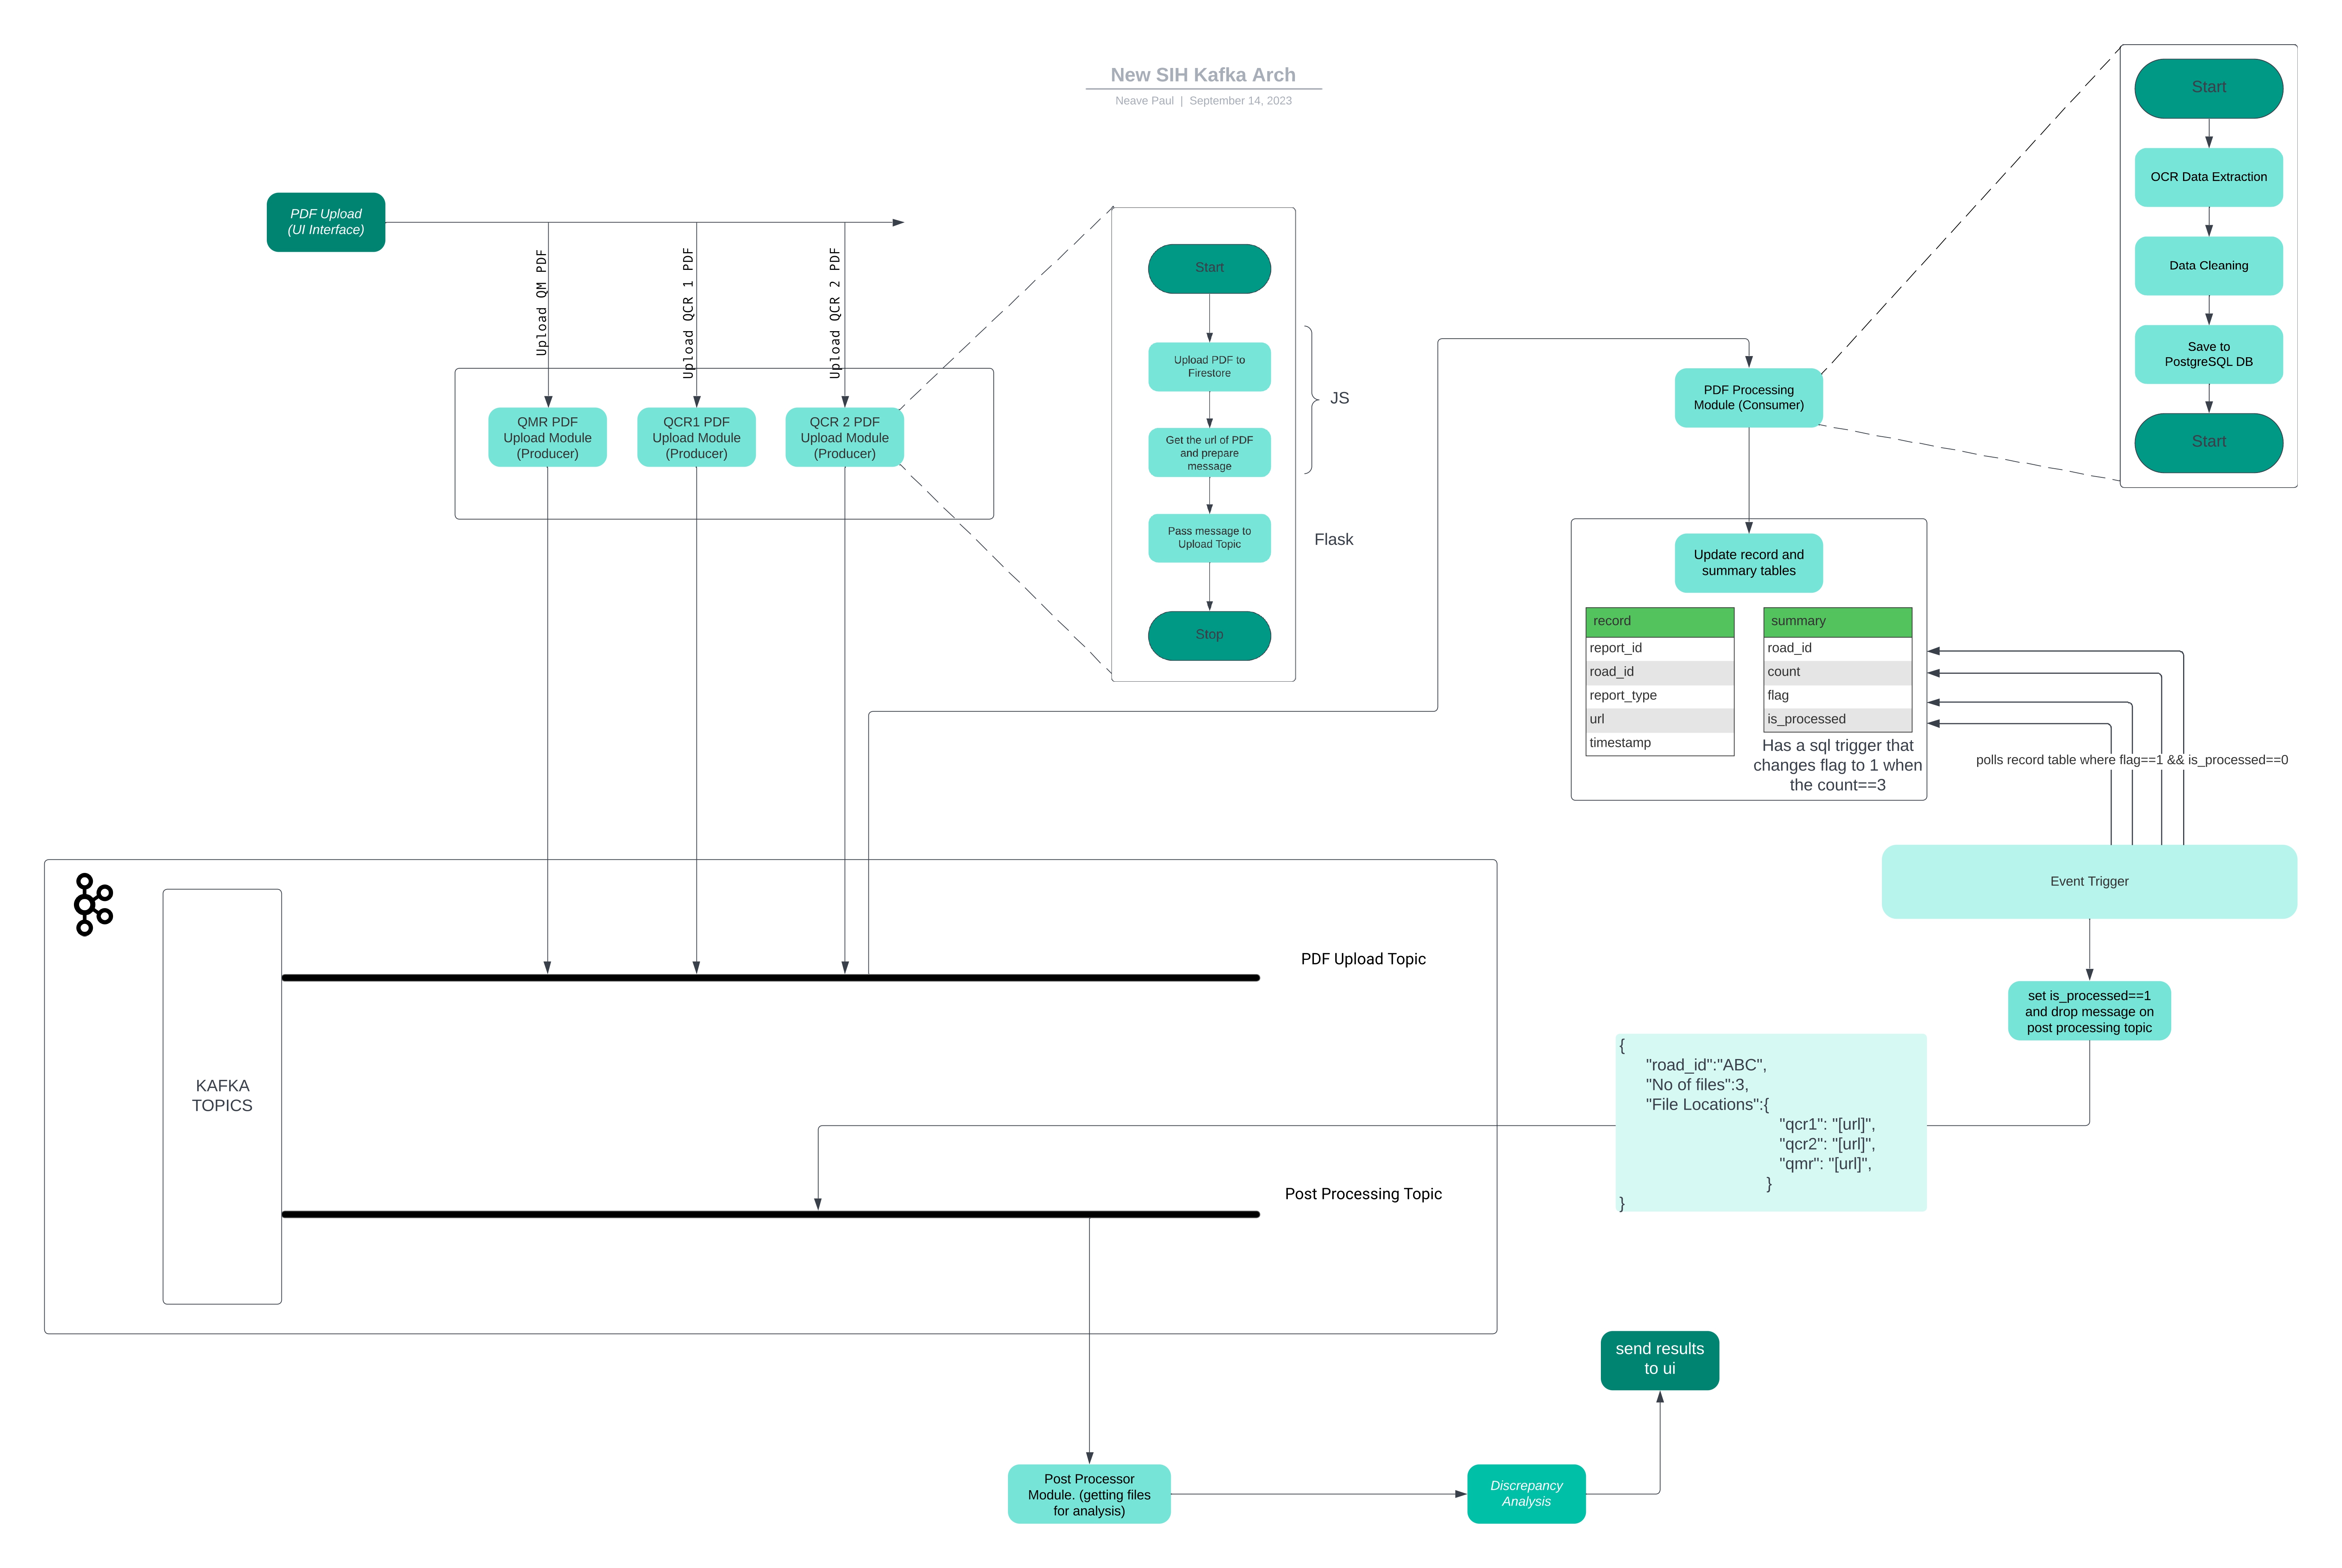 New SIH Kafka Arch
Neave Paul | September 14, 2023
PDF Upload
(UI Interface)
Upload QM PDF
Upload QCR 1 PDF
Upload QCR 2 PDF
QMR PDF
Upload Module
(Producer)
QCR1 PDF
Upload Module
(Producer)
QCR 2 PDF
Upload Module
(Producer)
Start
Upload PDF to
Firestore
Get the url of PDF
and prepare
message
Pass message to
Upload Topic
Stop
JS
Flask
PDF Processing
Module (Consumer)
Start
OCR Data Extraction
Data Cleaning
Save to
PostgreSQL DB
Start
Update record and
summary tables
record
report_id
road_id
report_type
url
timestamp
summary
road_id
count
flag
is_processed
Has a sql trigger that
changes flag to 1 when
the count==3
polls record table where flag==1 && is_processed==0
Event Trigger
set is_processed==1
and drop message on
post processing topic
{
"road_id":"ABC",
"No of files":3,
"File Locations":{
"qcr1": "[url]",
"qcr2": "[url]",
"qmr": "[url]",
}
}
KAFKA
TOPICS
PDF Upload Topic
Post Processing Topic
Post Processor
Module. (getting files
for analysis)
Discrepancy
Analysis
send results
to ui